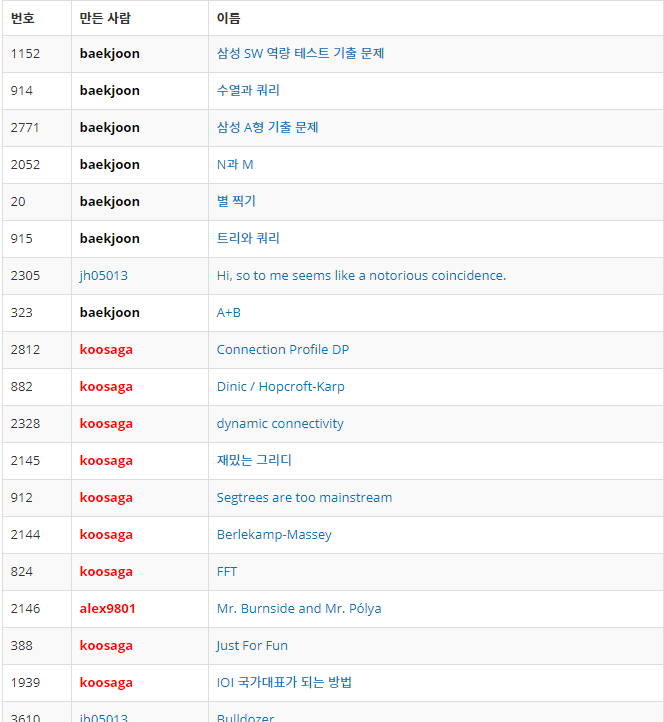 번호 만든 사람 이름
1152 baekjoon 삼성 SW 역량 테스트 기출 문제
914 baekjoon 수열과 쿼리
2771 baekjoon 삼성 A형 기출 문제
2052 baekjoon N과 M
20 baekjoon 별 찍기
915 baekjoon 트리와 쿼리
2305 jh05013 Hi, so to me seems like a notorious coincidence.
323 baekjoon A+B
2812 koosaga Connection Profile DP
882 koosaga Dinic / Hopcroft-Karp
2328 koosaga dynamic connectivity
2145 koosaga 재밌는 그리디
912 koosaga Segtrees are too mainstream
2144 koosaga Berlekamp-Massey
824 koosaga FFT
2146 alex9801 Mr. Burnside and Mr. Pólya
388 koosaga Just For Fun
1939 koosaga IOI 국가대표가 되는 방법
3610 jh05013 Bulldozer